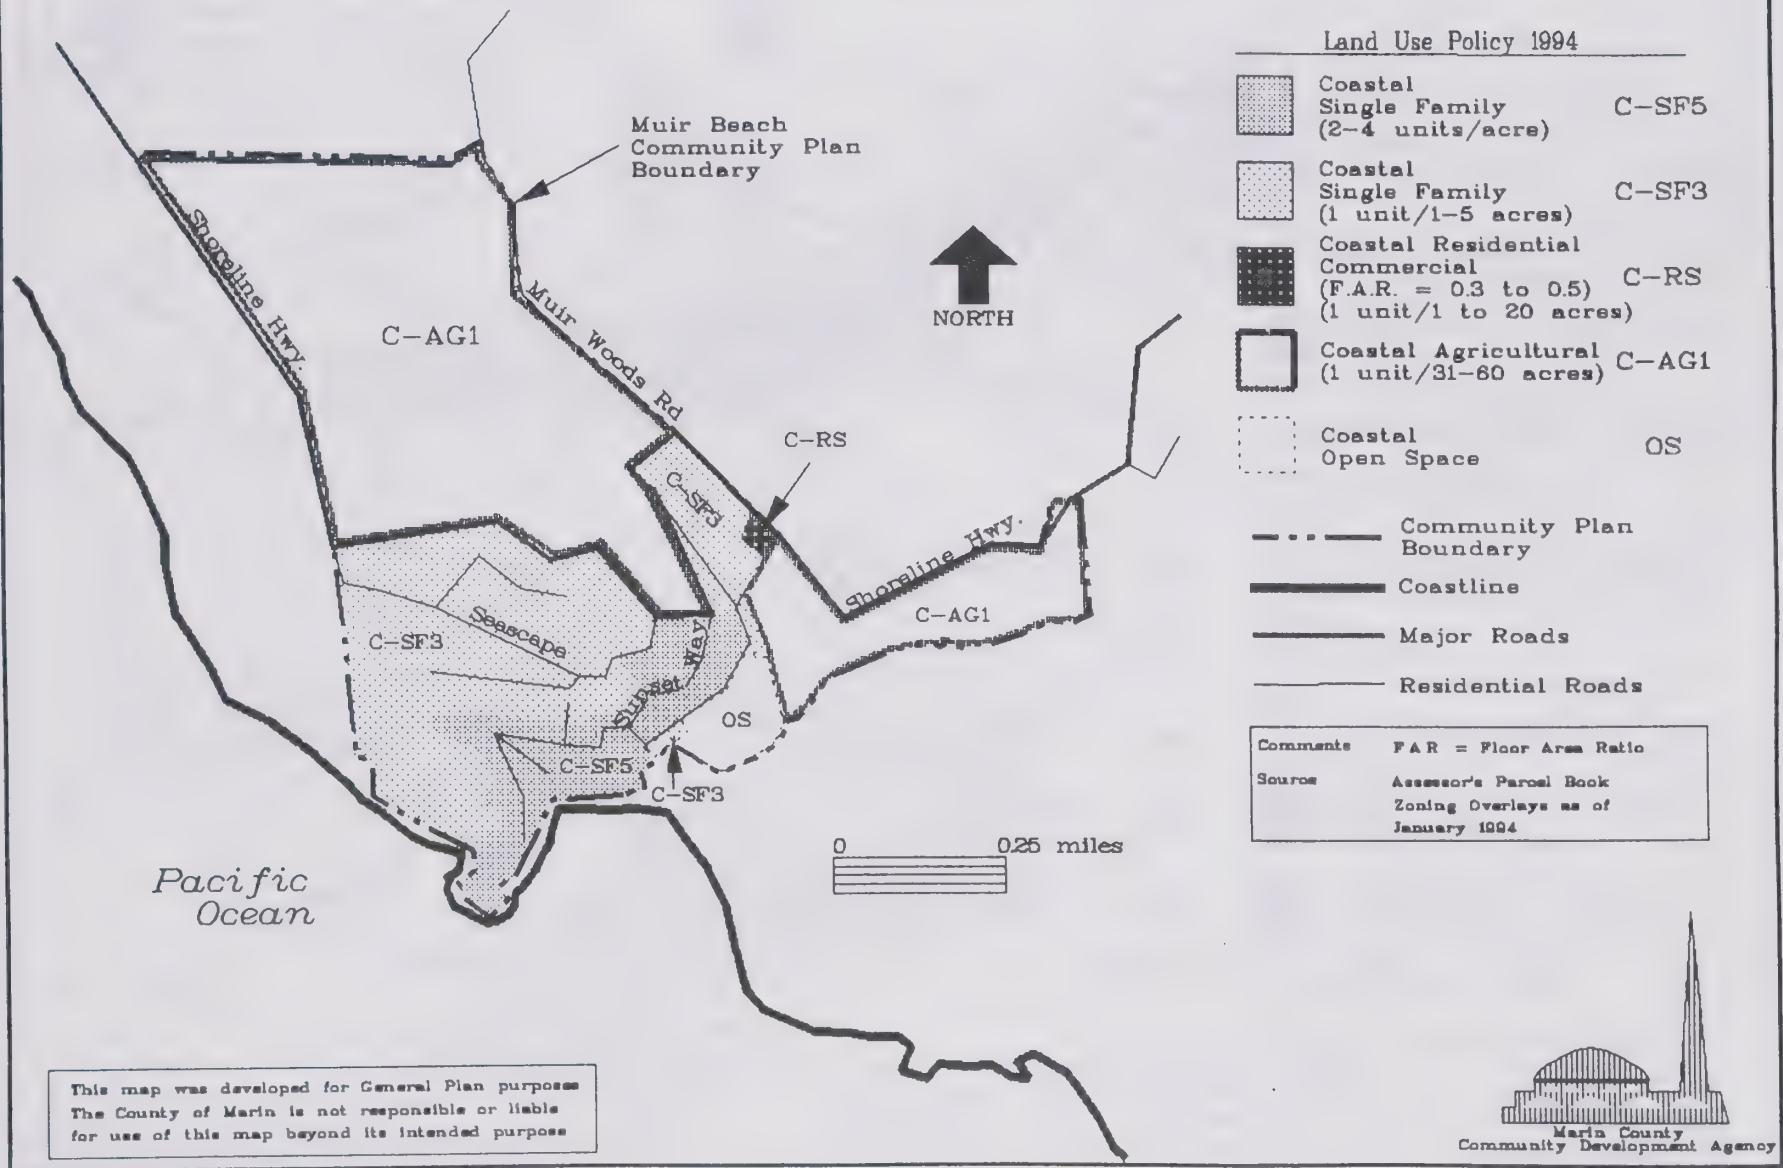 Land Use Policy 1994
Coastal
Single Family
(2-4 units/acre)
C-SF5
Coastal
Single Family
(1 unit/1-5 acres)
C-SF3
Coastal Residential
Commercial
(F.A.R. = 0.3 to 0.5)
(1 unit/1 to 20 acres)
C-RS
Coastal Agricultural
(1 unit/31-60 acres)
C-AG1
Coastal
Open Space
OS
Community Plan
Boundary
Coastline
Major Roads
Residential Roads
Comments FAR = Floor Area Ratio
Source Assessor's Parcel Book
Zoning Overlays as of
January 1994
Muir Beach
Community Plan
Boundary
NORTH
Shoreline Hwy.
C-AG1
Muir Woods Rd
C-RS
C-SF3
Shoreline Hwy.
C-AG1
Seascape
C-SF3
Sunset Way
OS
C-SF5
C-SF3
0 0.25 miles
Pacific
Ocean
This map was developed for General Plan purposes
The County of Marin is not responsible or liable
for use of this map beyond its intended purpose
Marin County
Community Development Agency